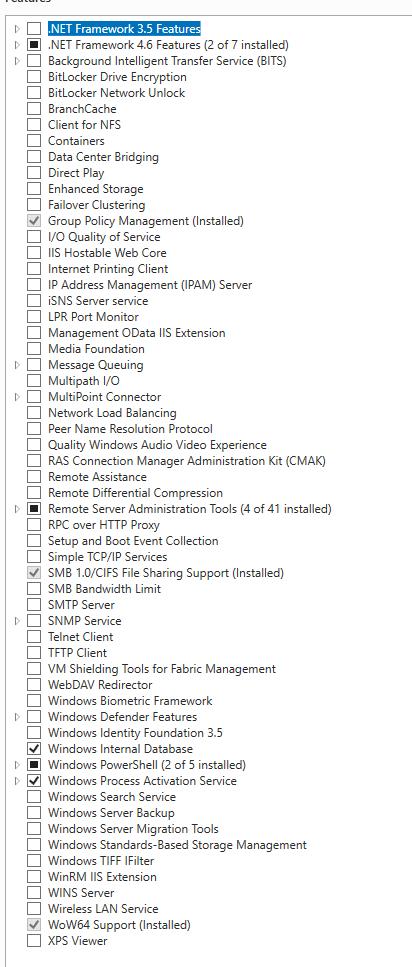 Features
.NET Framework 3.5 Features
.NET Framework 4.6 Features (2 of 7 installed)
Background Intelligent Transfer Service (BITS)
BitLocker Drive Encryption
BitLocker Network Unlock
BranchCache
Client for NFS
Containers
Data Center Bridging
Direct Play
Enhanced Storage
Failover Clustering
Group Policy Management (Installed)
I/O Quality of Service
IIS Hostable Web Core
Internet Printing Client
IP Address Management (IPAM) Server
iSNS Server service
LPR Port Monitor
Management OData IIS Extension
Media Foundation
Message Queuing
Multipath I/O
MultiPoint Connector
Network Load Balancing
Peer Name Resolution Protocol
Quality Windows Audio Video Experience
RAS Connection Manager Administration Kit (CMAK)
Remote Assistance
Remote Differential Compression
Remote Server Administration Tools (4 of 41 installed)
RPC over HTTP Proxy
Setup and Boot Event Collection
Simple TCP/IP Services
SMB 1.0/CIFS File Sharing Support (Installed)
SMB Bandwidth Limit
SMTP Server
SNMP Service
Telnet Client
TFTP Client
VM Shielding Tools for Fabric Management
WebDAV Redirector
Windows Biometric Framework
Windows Defender Features
Windows Identity Foundation 3.5
Windows Internal Database
Windows PowerShell (2 of 5 installed)
Windows Process Activation Service
Windows Search Service
Windows Server Backup
Windows Server Migration Tools
Windows Standards-Based Storage Management
Windows TIFF IFilter
WinRM IIS Extension
WINS Server
Wireless LAN Service
WoW64 Support (Installed)
XPS Viewer